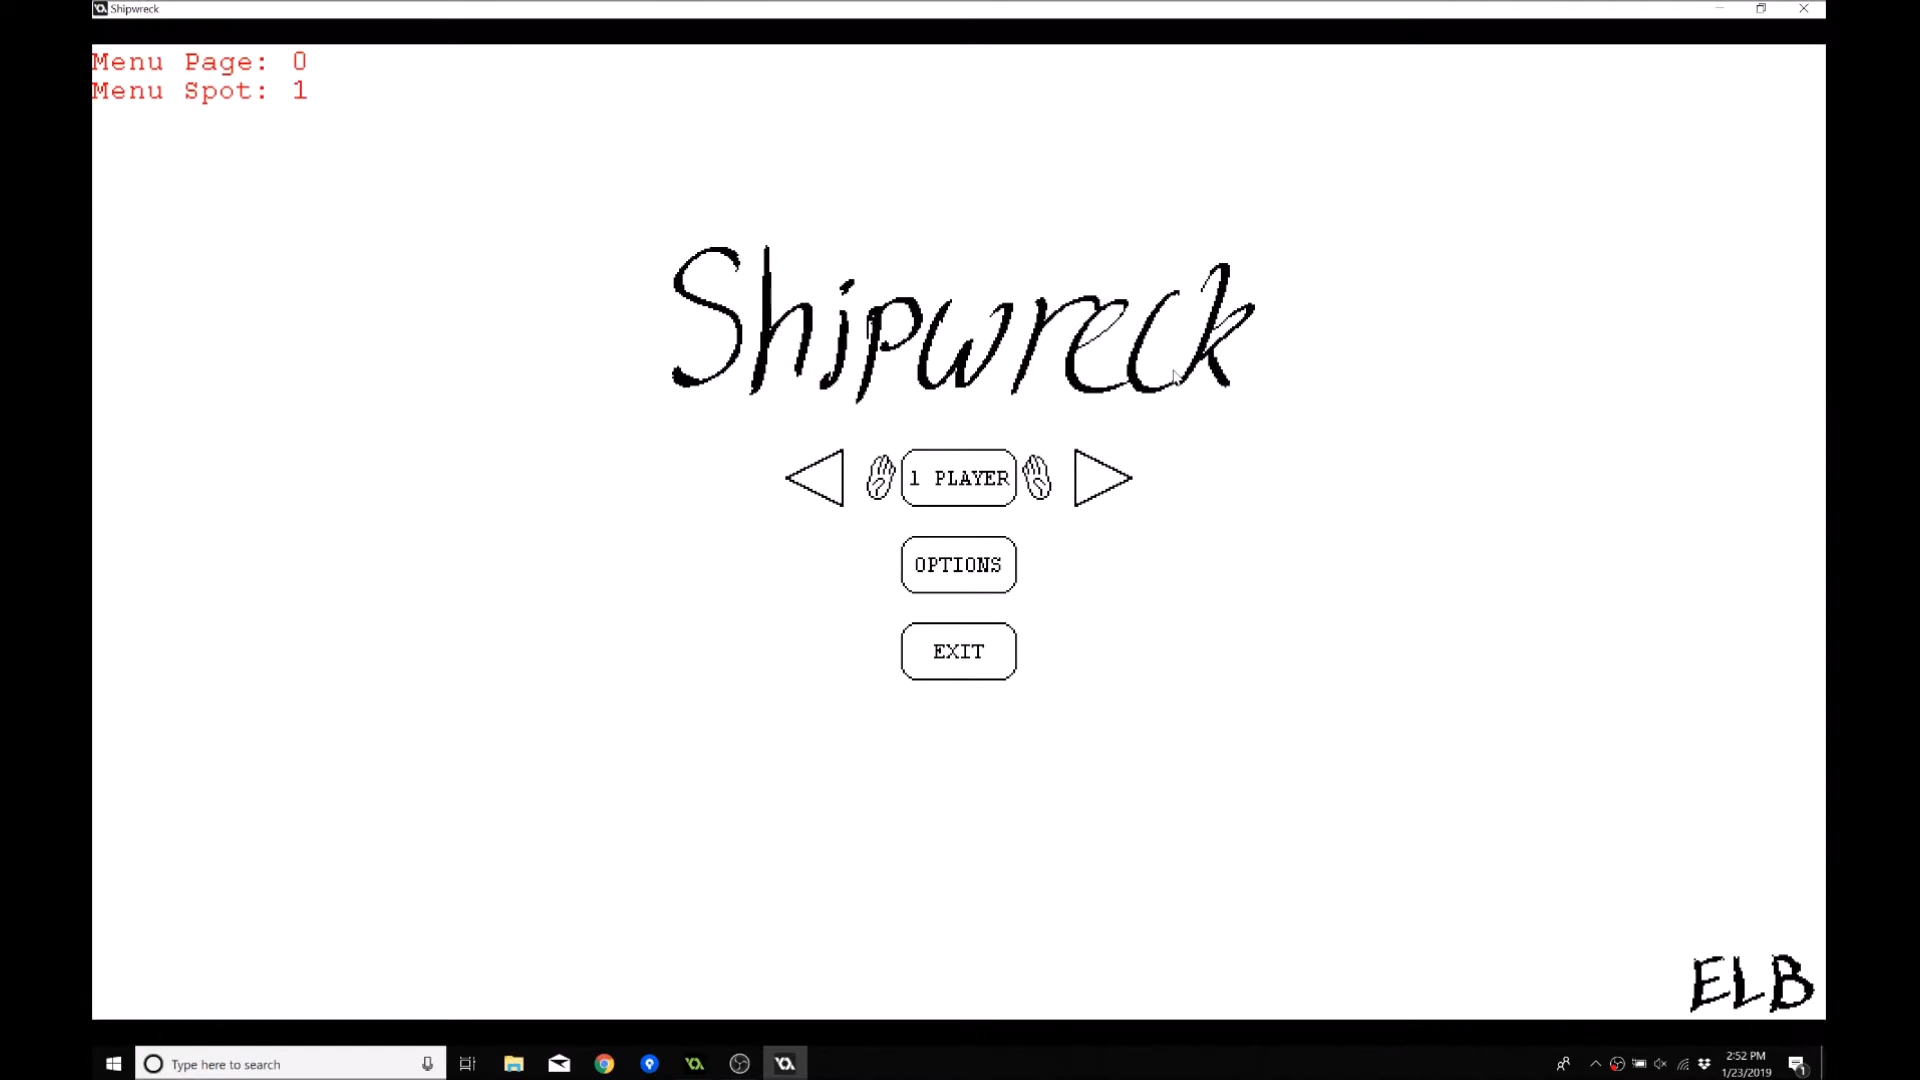 Shipwreck
Menu Page: 0
Menu Spot: 1
Shipwreck
1 PLAYER
OPTIONS
EXIT
ELB
Type here to search
2:52 PM
1/23/2019
1